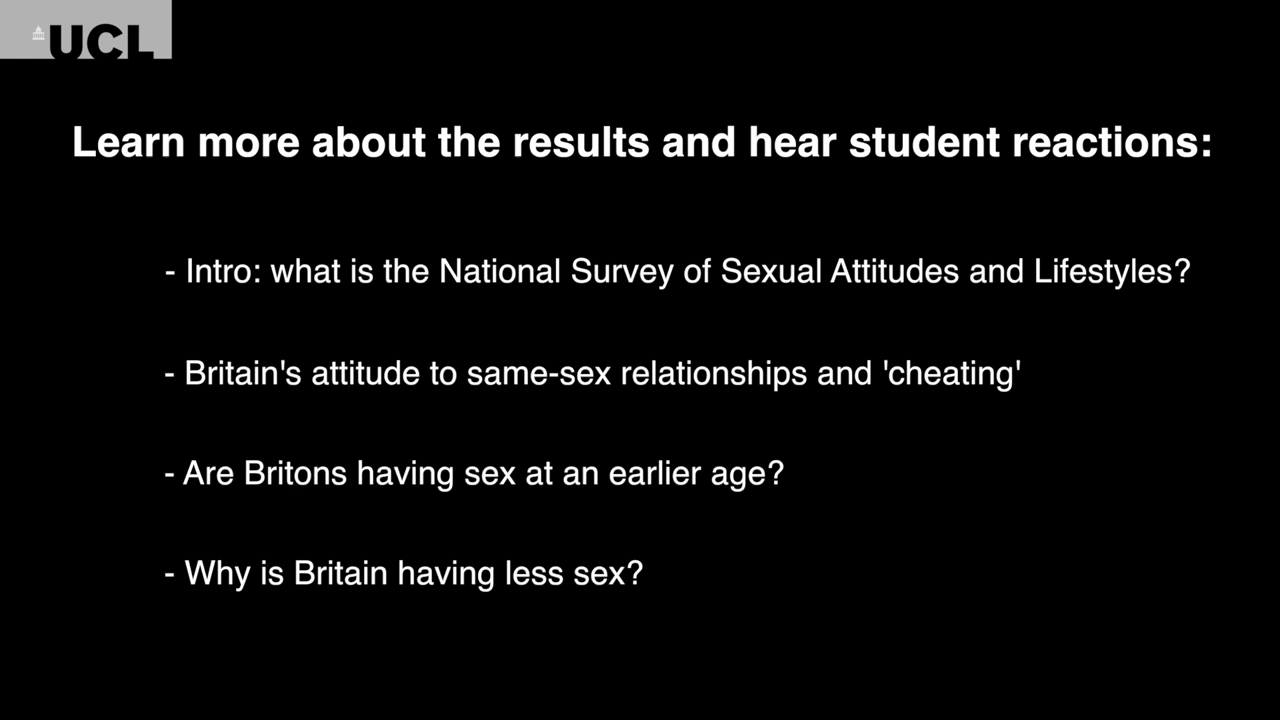 UCL
Learn more about the results and hear student reactions:
- Intro: what is the National Survey of Sexual Attitudes and Lifestyles?
- Britain's attitude to same-sex relationships and 'cheating'
- Are Britons having sex at an earlier age?
- Why is Britain having less sex?